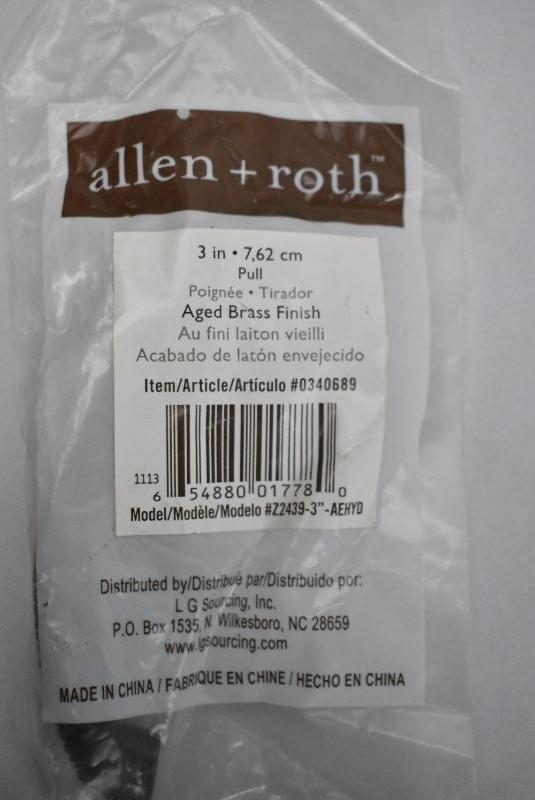 allen + roth™
3 in • 7,62 cm
Pull
Poignée • Tirador
Aged Brass Finish
Au fini laiton vieilli
Acabado de latón envejecido
Item/Article/Artículo #0340689
1113
6 54880 01778 0
Model/Modèle/Modelo #Z2439-3"-AEHYD
Distributed by/Distribué par/Distribuido por:
L G Sourcing, Inc.
P.O. Box 1535, N. Wilkesboro, NC 28659
www.lgsourcing.com
MADE IN CHINA / FABRIQUE EN CHINE / HECHO EN CHINA